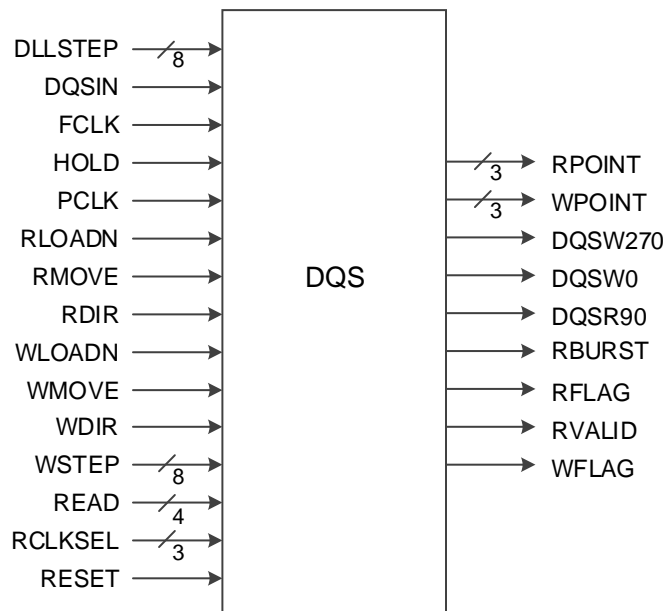 DLLSTEP
8
DQSIN
FCLK
HOLD
PCLK
RLOADN
RMOVE
RDIR
WLOADN
WMOVE
WDIR
WSTEP
8
READ
4
RCLKSEL
3
RESET
DQS
RPOINT
3
WPOINT
3
DQSW270
DQSW0
DQSR90
RBURST
RFLAG
RVALID
WFLAG